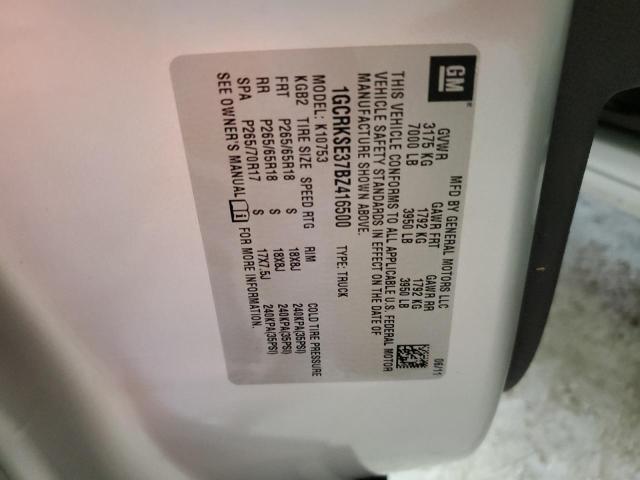 GM
MFD BY GENERAL MOTORS LLC 06/11
GVWR GAWR FRT GAWR RR
3175 KG 1792 KG 1792 KG
7000 LB 3950 LB 3950 LB
THIS VEHICLE CONFORMS TO ALL APPLICABLE U.S. FEDERAL MOTOR
VEHICLE SAFETY STANDARDS IN EFFECT ON THE DATE OF
MANUFACTURE SHOWN ABOVE.
1GCRKSE37BZ416500 TYPE: TRUCK
MODEL: K10753
KGB2 TIRE SIZE SPEED RTG RIM COLD TIRE PRESSURE
FRT P265/65R18 S 18X8J 240KPA(35PSI)
RR P265/65R18 S 18X8J 240KPA(35PSI)
SPA P265/70R17 S 17X7.5J 240KPA(35PSI)
SEE OWNER'S MANUAL FOR MORE INFORMATION.